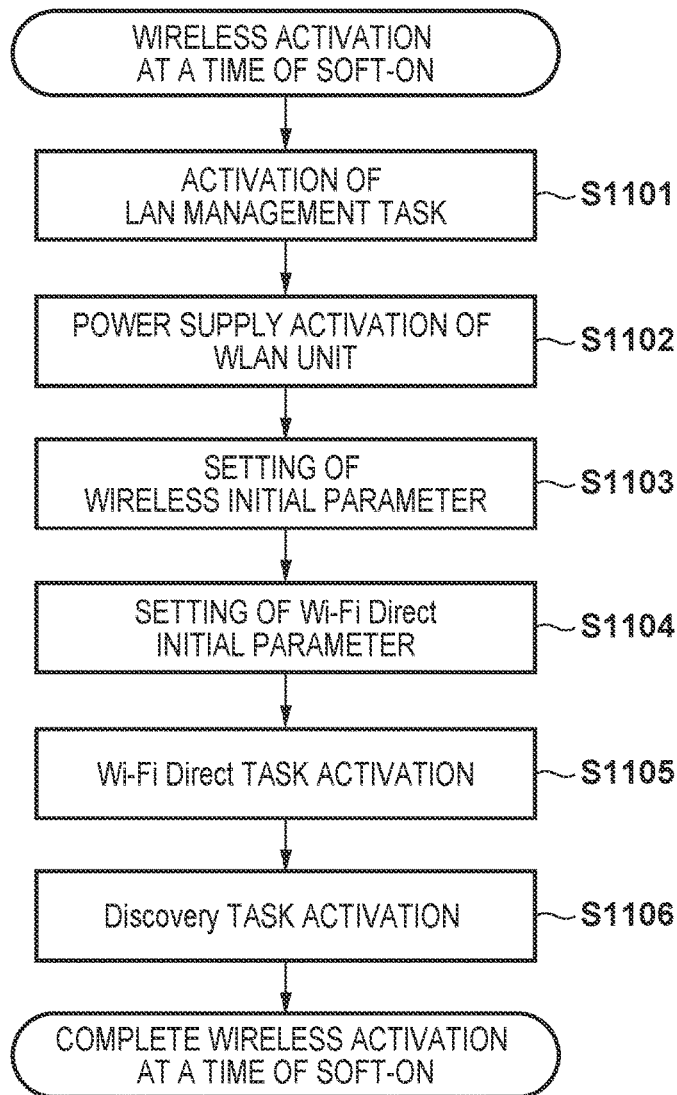 WIRELESS ACTIVATION
AT A TIME OF SOFT-ON
ACTIVATION OF
LAN MANAGEMENT TASK
S1101
POWER SUPPLY ACTIVATION OF
WLAN UNIT
S1102
SETTING OF
WIRELESS INITIAL PARAMETER
S1103
SETTING OF Wi-Fi Direct
INITIAL PARAMETER
S1104
Wi-Fi Direct TASK ACTIVATION
S1105
Discovery TASK ACTIVATION
S1106
COMPLETE WIRELESS ACTIVATION
AT A TIME OF SOFT-ON